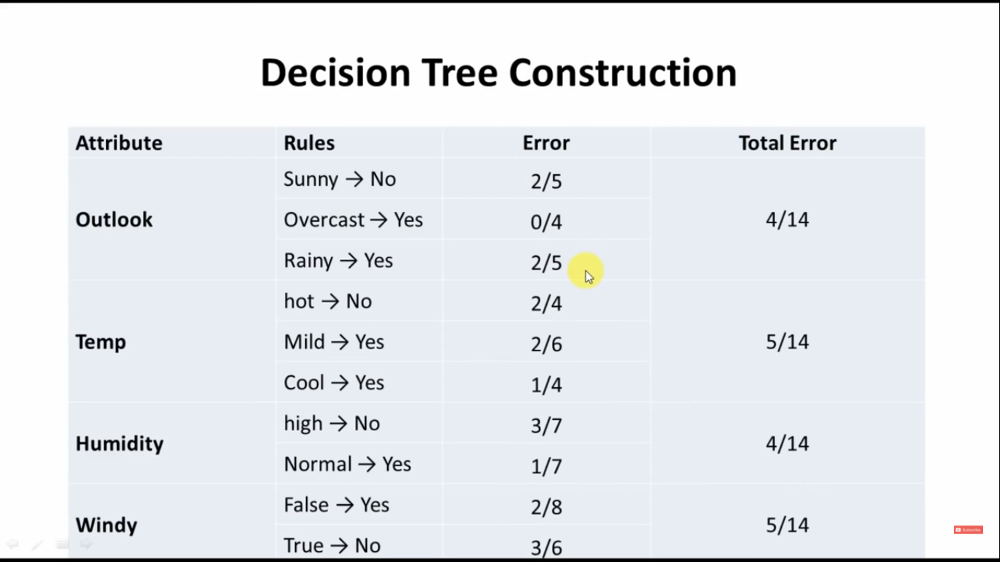 Decision Tree Construction
Attribute Rules Error Total Error
Outlook Sunny → No 2/5 4/14
Overcast → Yes 0/4
Rainy → Yes 2/5
Temp hot → No 2/4 5/14
Mild → Yes 2/6
Cool → Yes 1/4
Humidity high → No 3/7 4/14
Normal → Yes 1/7
Windy False → Yes 2/8 5/14
True → No 3/6
Subscribe